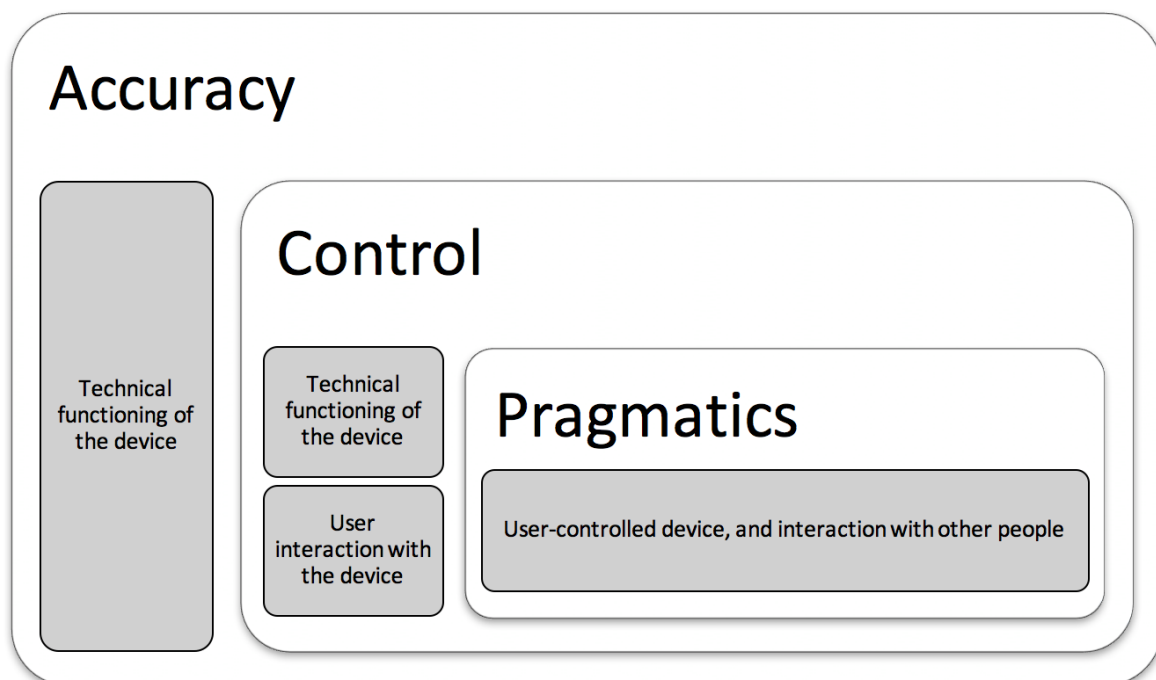 Accuracy
Technical
functioning of
the device
Control
Technical
functioning of
the device
User
interaction with
the device
Pragmatics
User-controlled device, and interaction with other people